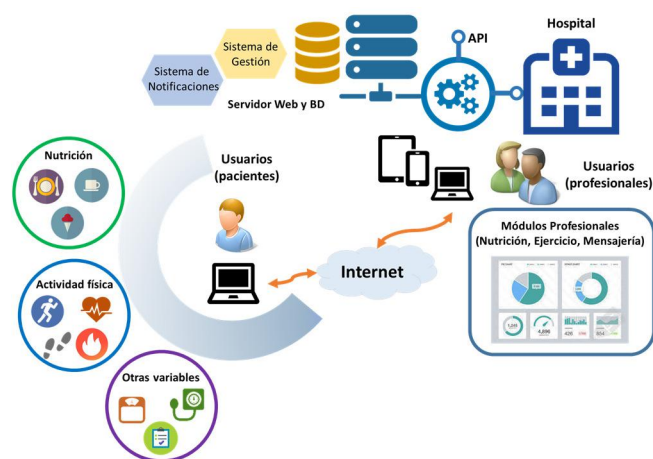 Hospital
Sistema de
Gestión
API
Sistema de
Notificaciones
Servidor Web y BD
Nutrición
Usuarios
(pacientes)
Usuarios
(profesionales)
Módulos Profesionales
(Nutrición, Ejercicio, Mensajería)
Internet
Actividad física
Otras variables